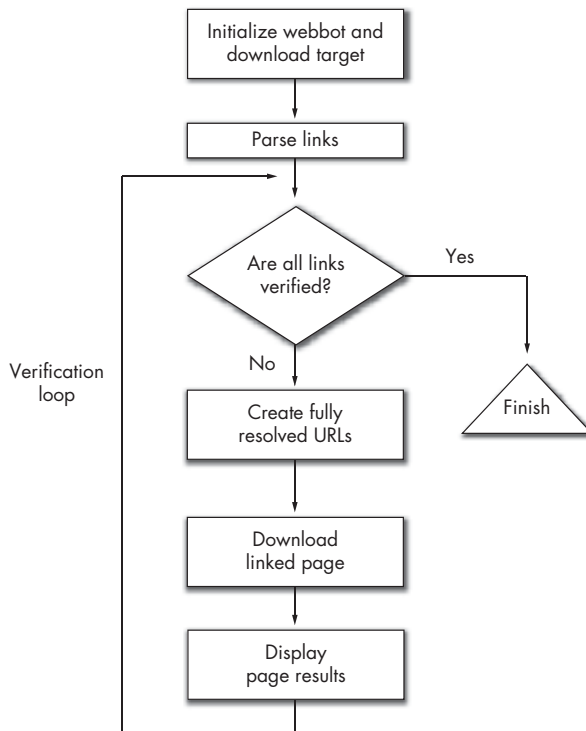 Initialize webbot and
download target
Parse links
Are all links
verified?
Yes
No
Verification
loop
Create fully
resolved URLs
Finish
Download
linked page
Display
page results